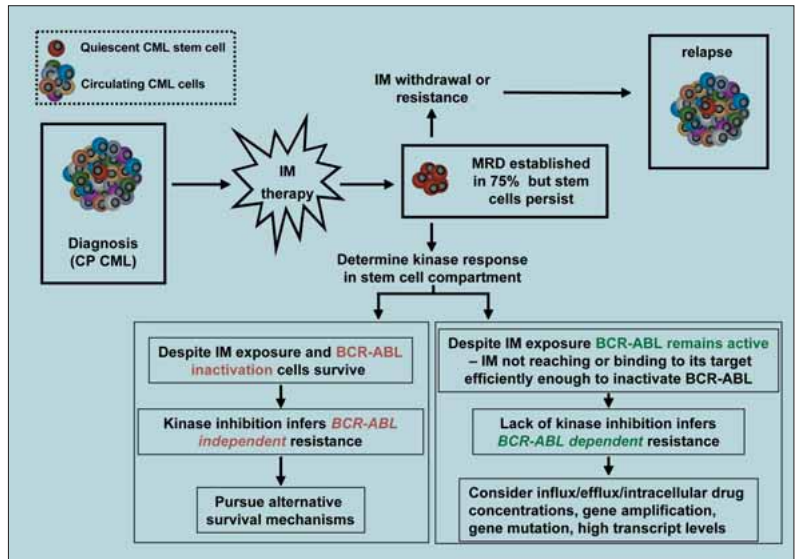 Quiescent CML stem cell
Circulating CML cells
Diagnosis
(CP CML)
IM
therapy
IM withdrawal or
resistance
relapse
MRD established
in 75% but stem
cells persist
Determine kinase response
in stem cell compartment
Despite IM exposure and BCR-ABL
inactivation cells survive
Kinase inhibition infers BCR-ABL
independent resistance
Pursue alternative
survival mechanisms
Despite IM exposure BCR-ABL remains active
– IM not reaching or binding to its target
efficiently enough to inactivate BCR-ABL
Lack of kinase inhibition infers
BCR-ABL dependent resistance
Consider influx/efflux/intracellular drug
concentrations, gene amplification,
gene mutation, high transcript levels